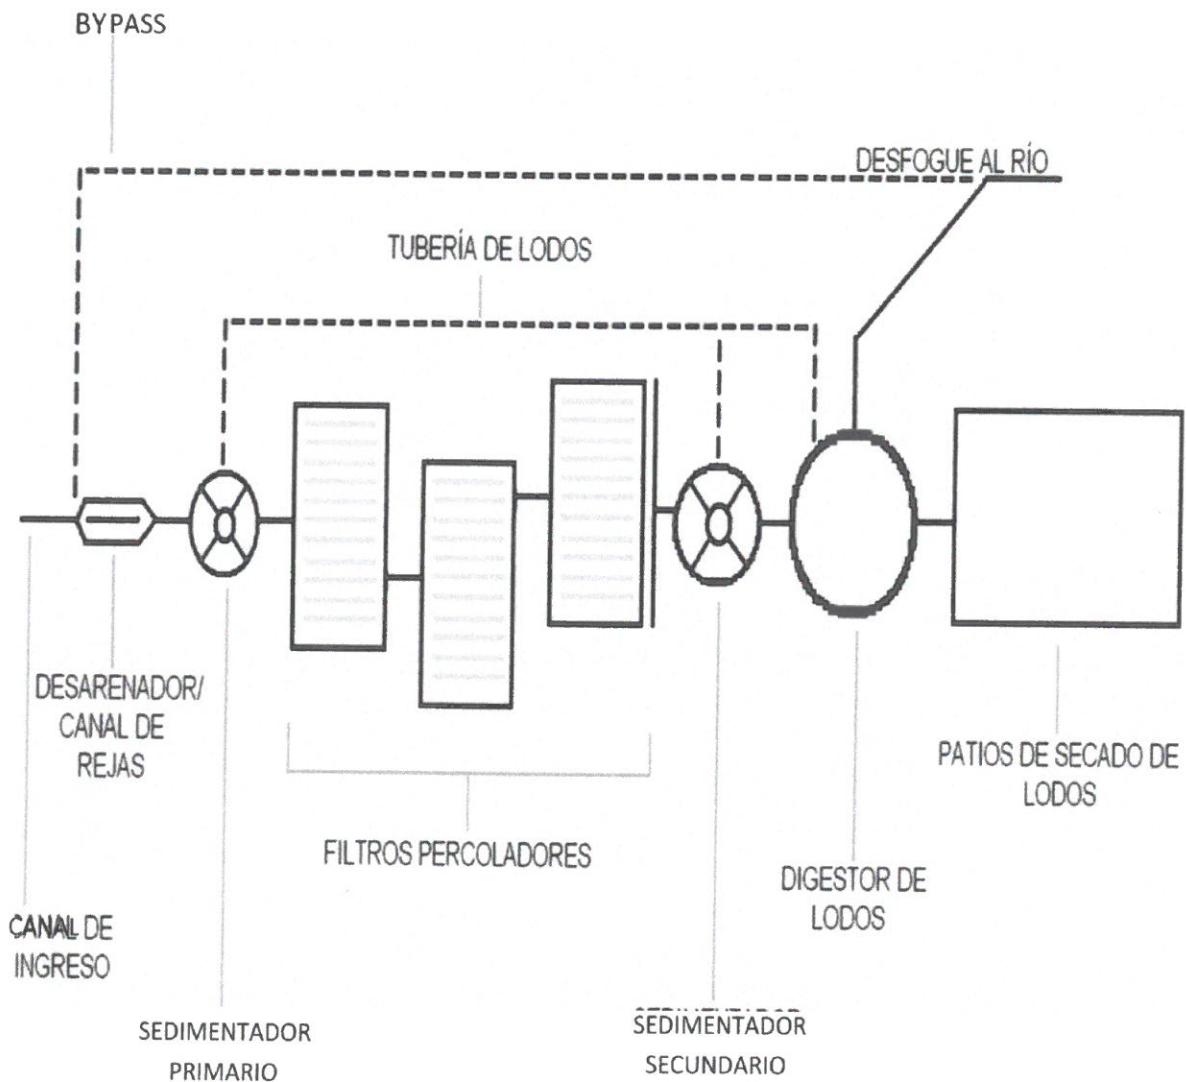 BYPASS
DESFOGUE AL RÍO
TUBERÍA DE LODOS
DESARENADOR/
CANAL DE
REJAS
PATIOS DE SECADO DE
LODOS
FILTROS PERCOLADORES
DIGESTOR DE
LODOS
CANAL DE
INGRESO
SEDIMENTADOR
PRIMARIO
SEDIMENTADOR
SECUNDARIO